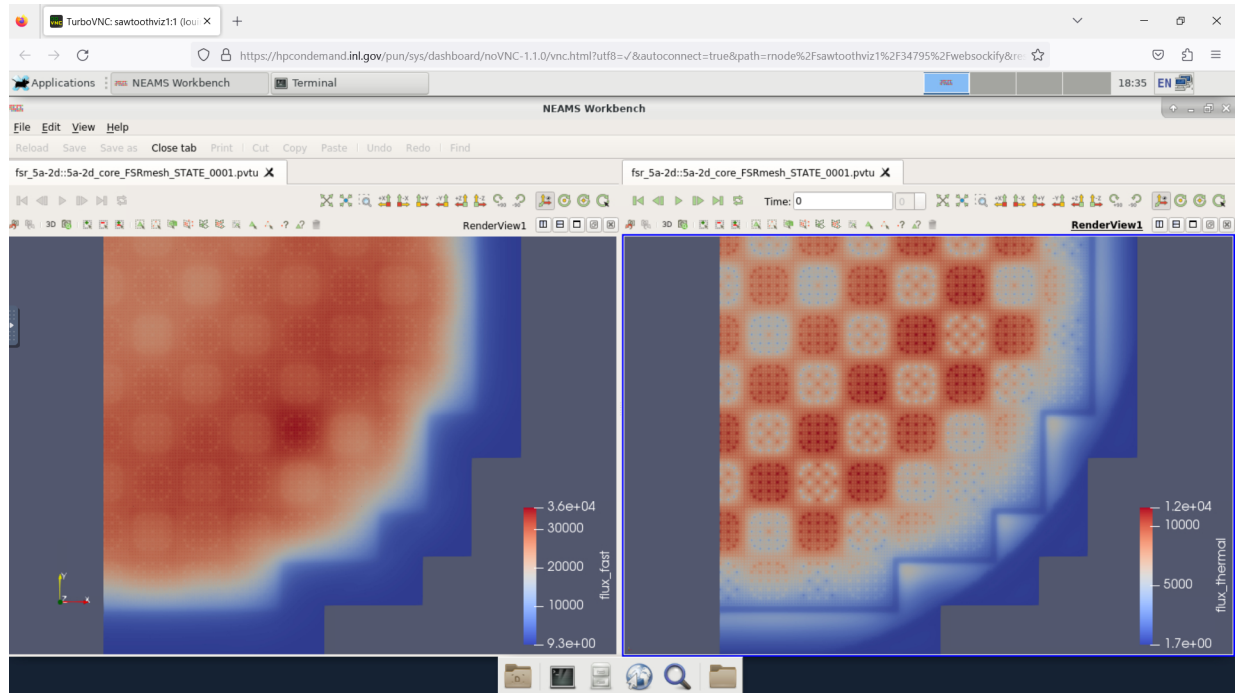 TurboVNC: sawtoothviz1:1 (lou
https://hpcondemand.inl.gov/pun/sys/dashboard/noVNC-1.1.0/vnc.html?utf8=✓&autoconnect=true&path=rnode%2Fsawtoothviz1%2F34795%2Fwebsockify&re
Applications NEAMS Workbench Terminal 18:35 EN
NEAMS Workbench
File Edit View Help
Reload Save Save as Close tab Print Cut Copy Paste Undo Redo Find
fsr_5a-2d::5a-2d_core_FSRmesh_STATE_0001.pvtu fsr_5a-2d::5a-2d_core_FSRmesh_STATE_0001.pvtu
Time: 0 0
3D RenderView1 3D RenderView1
3.6e+04
30000
20000
10000
9.3e+00
flux_fast
1.2e+04
10000
5000
1.7e+00
flux_thermal
Y
Z X